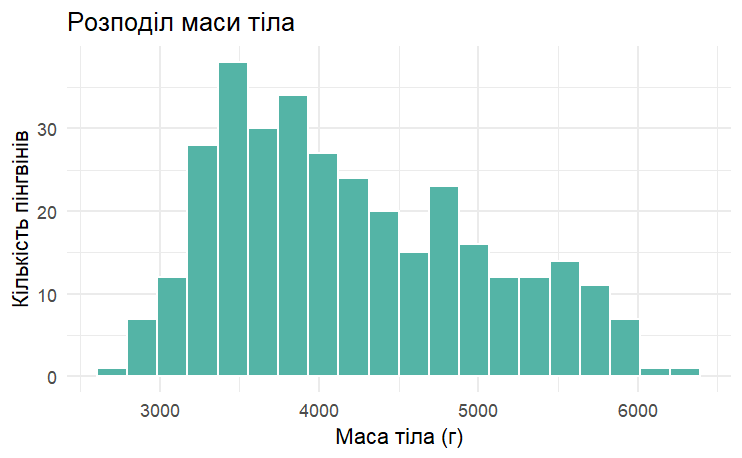 Розподіл маси тіла
Кількість пінгвінів
30
20
10
0
3000 4000 5000 6000
Маса тіла (г)